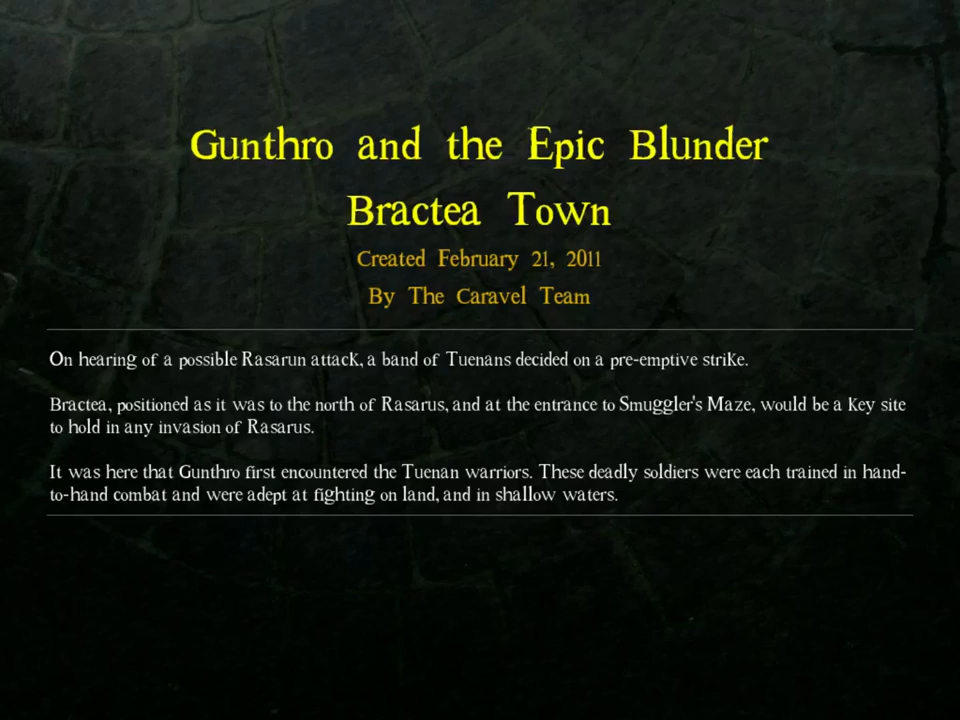 Gunthro and the Epic Blunder
Bractea Town
Created February 21, 2011
By The Caravel Team
On hearing of a possible Rasarun attack, a band of Tuenans decided on a pre-emptive strike.
Bractea, positioned as it was to the north of Rasarus, and at the entrance to Smuggler's Maze, would be a key site
to hold in any invasion of Rasarus.
It was here that Gunthro first encountered the Tuenan warriors. These deadly soldiers were each trained in hand-
to-hand combat and were adept at fighting on land, and in shallow waters.